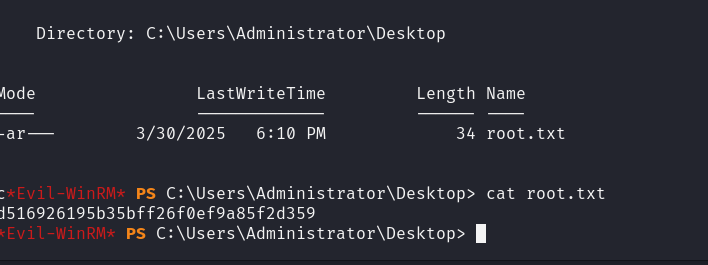 Directory: C:\Users\Administrator\Desktop
Mode LastWriteTime Length Name
---- ------------- ------ ----
-ar--- 3/30/2025 6:10 PM 34 root.txt
c*Evil-WinRM* PS C:\Users\Administrator\Desktop> cat root.txt
d516926195b35bff26f0ef9a85f2d359
*Evil-WinRM* PS C:\Users\Administrator\Desktop>